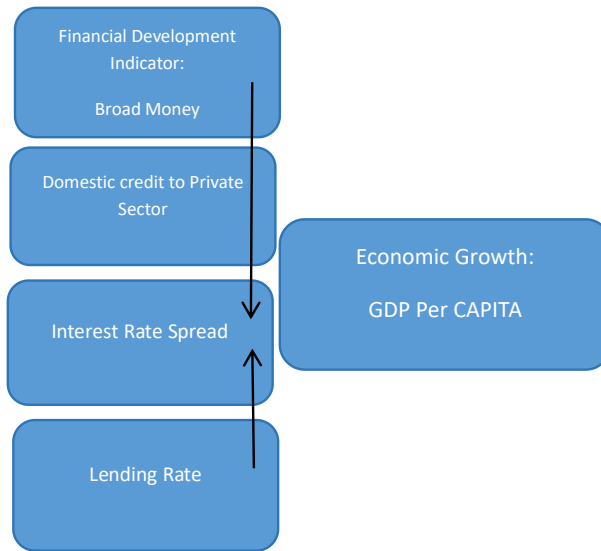 Financial Development
Indicator:
Broad Money
Domestic credit to Private
Sector
Economic Growth:
GDP Per CAPITA
Interest Rate Spread
Lending Rate